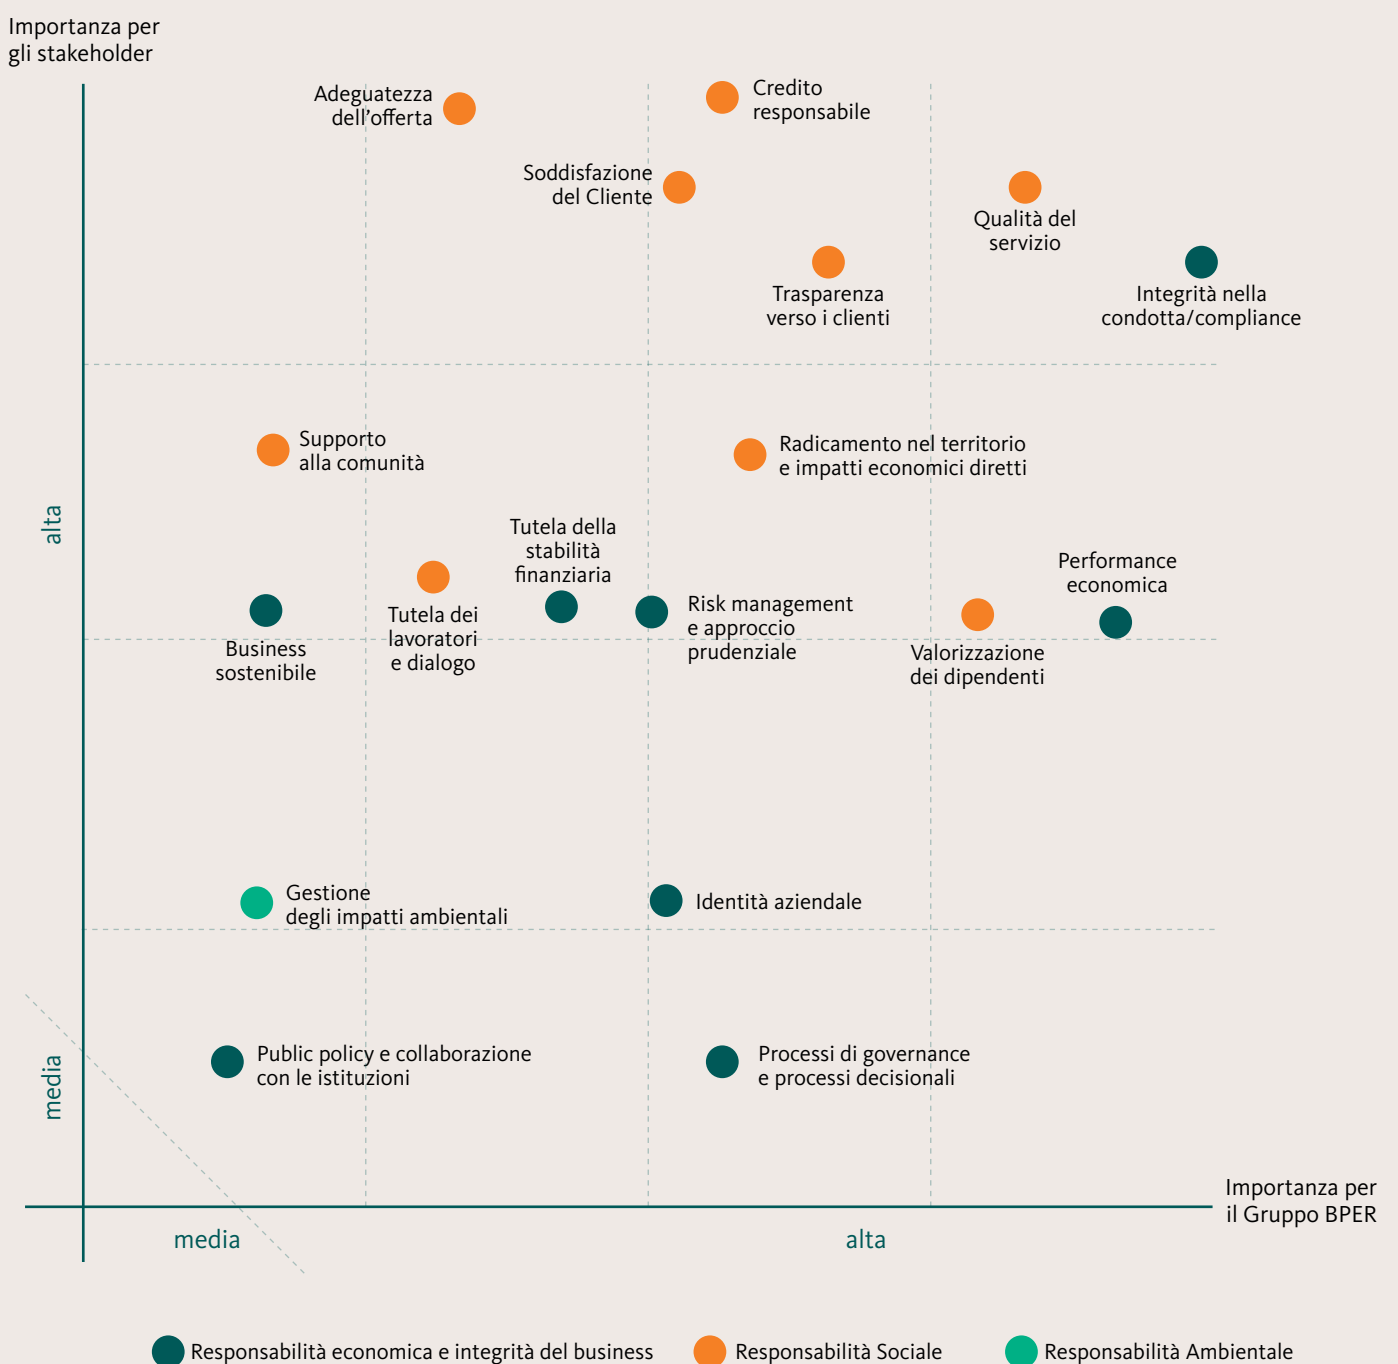 Importanza per
gli stakeholder
Adeguatezza
dell'offerta
Credito
responsabile
Soddisfazione
del Cliente
Qualità del
servizio
Trasparenza
verso i clienti
Integrità nella
condotta/compliance
Supporto
alla comunità
Radicamento nel territorio
e impatti economici diretti
alta
Tutela della
stabilità
finanziaria
Performance
economica
Business
sostenibile
Tutela dei
lavoratori
e dialogo
Risk management
e approccio
prudenziale
Valorizzazione
dei dipendenti
Gestione
degli impatti ambientali
Identità aziendale
media
Public policy e collaborazione
con le istituzioni
Processi di governance
e processi decisionali
Importanza per
il Gruppo BPER
media
alta
Responsabilità economica e integrità del business
Responsabilità Sociale
Responsabilità Ambientale